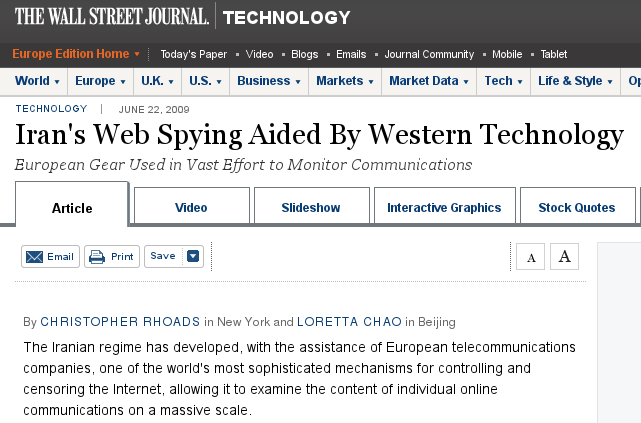 THE WALL STREET JOURNAL. TECHNOLOGY
Europe Edition Home Today's Paper Video Blogs Emails Journal Community Mobile Tablet
World Europe U.K. U.S. Business Markets Market Data Tech Life & Style Op
TECHNOLOGY | JUNE 22, 2009
Iran's Web Spying Aided By Western Technology
European Gear Used in Vast Effort to Monitor Communications
Article Video Slideshow Interactive Graphics Stock Quotes
Email Print Save A A
By CHRISTOPHER RHOADS in New York and LORETTA CHAO in Beijing
The Iranian regime has developed, with the assistance of European telecommunications
companies, one of the world's most sophisticated mechanisms for controlling and
censoring the Internet, allowing it to examine the content of individual online
communications on a massive scale.